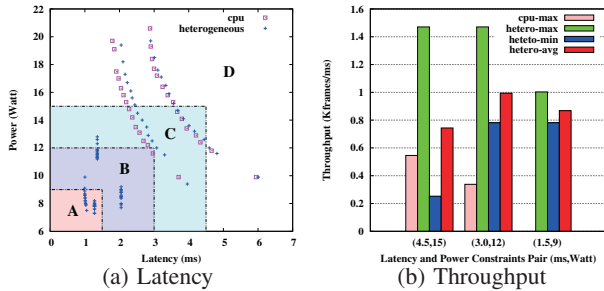 cpu
heterogeneous
20
18
16
14
12
10
8
6
Power (Watt)
A
B
C
D
0 1 2 3 4 5 6 7
Latency (ms)
(a) Latency
cpu-max
hetero-max
heteto-min
hetero-avg
1.6
1.4
1.2
1
0.8
0.6
0.4
0.2
0
Throughput (Kframes/ms)
(4.5,15) (3.0,12) (1.5,9)
Latency and Power Constraints Pair (ms,Watt)
(b) Throughput